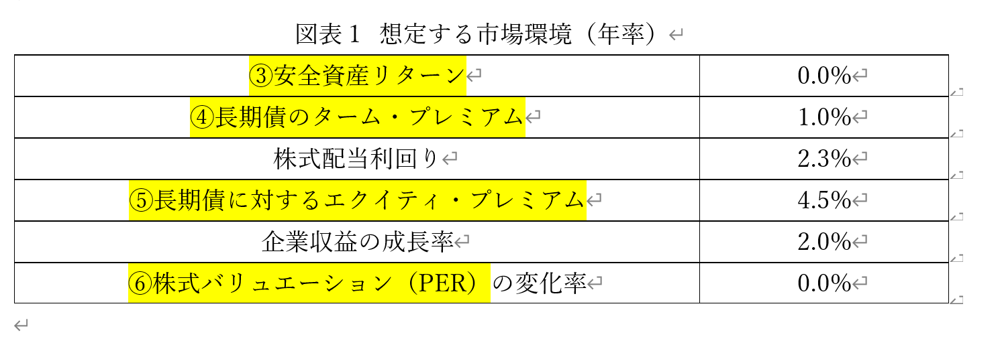 図表１ 想定する市場環境（年率）
③安全資産リターン 0.0%
④長期債のターム・プレミアム 1.0%
株式配当利回り 2.3%
⑤長期債に対するエクイティ・プレミアム 4.5%
企業収益の成長率 2.0%
⑥株式バリュエーション（PER）の変化率 0.0%